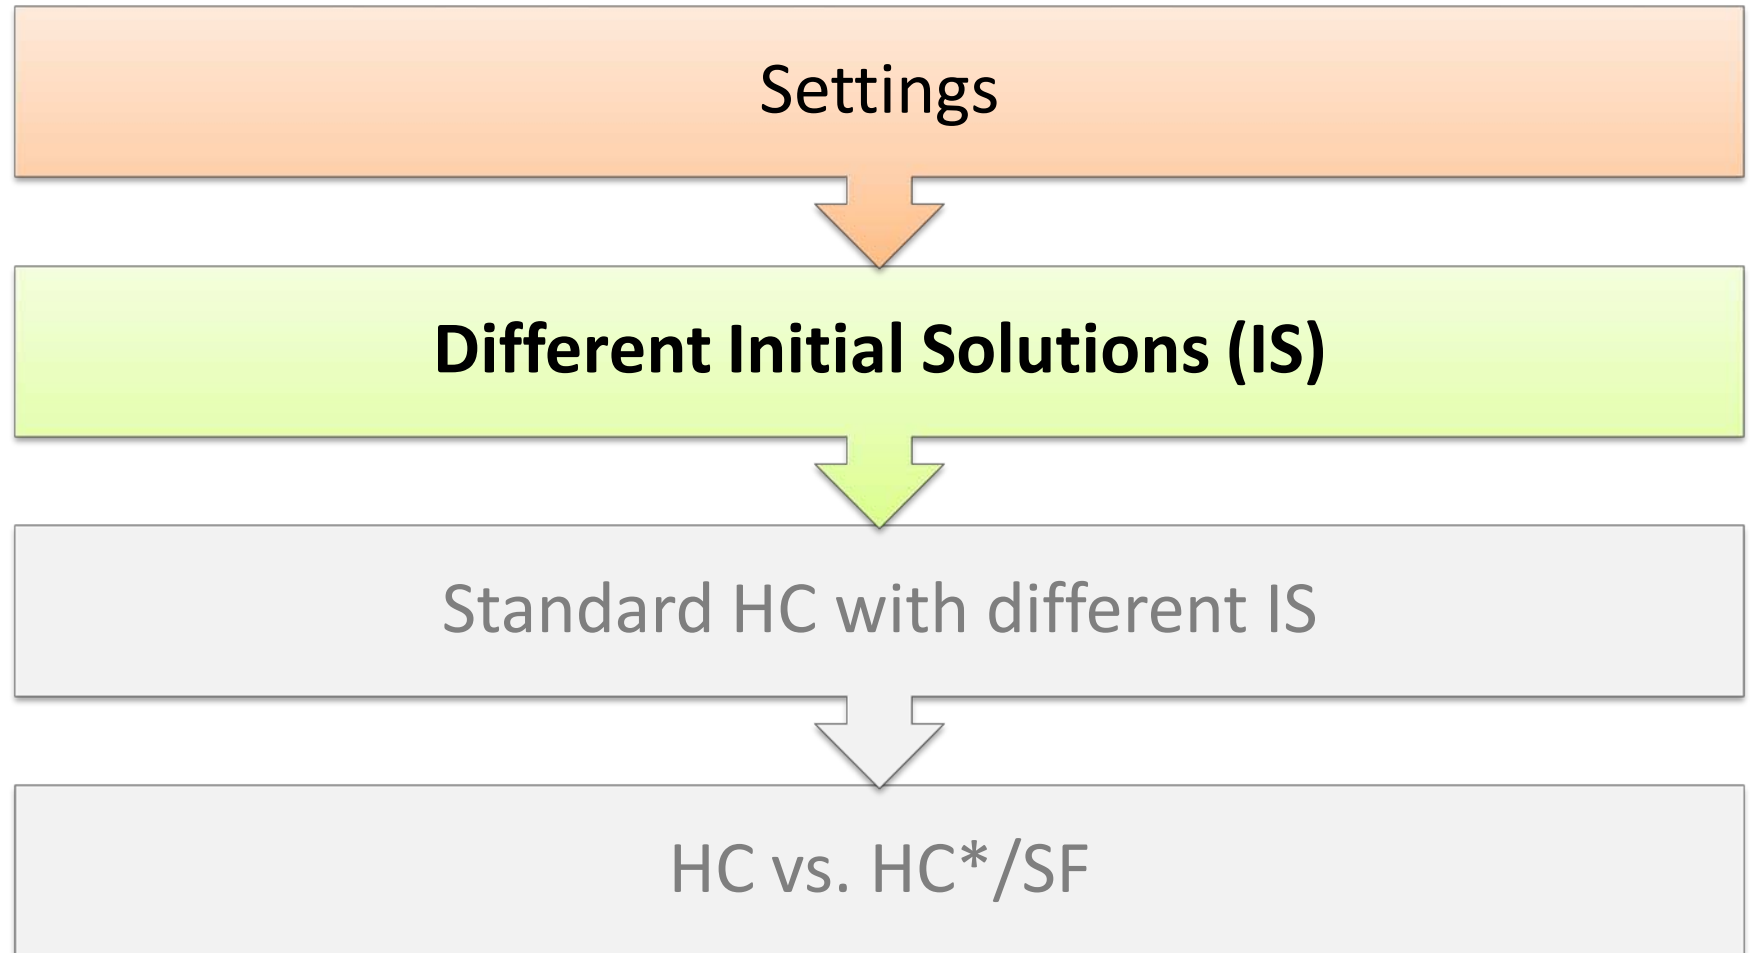 Settings
Different Initial Solutions (IS)
Standard HC with different IS
HC vs. HC*/SF